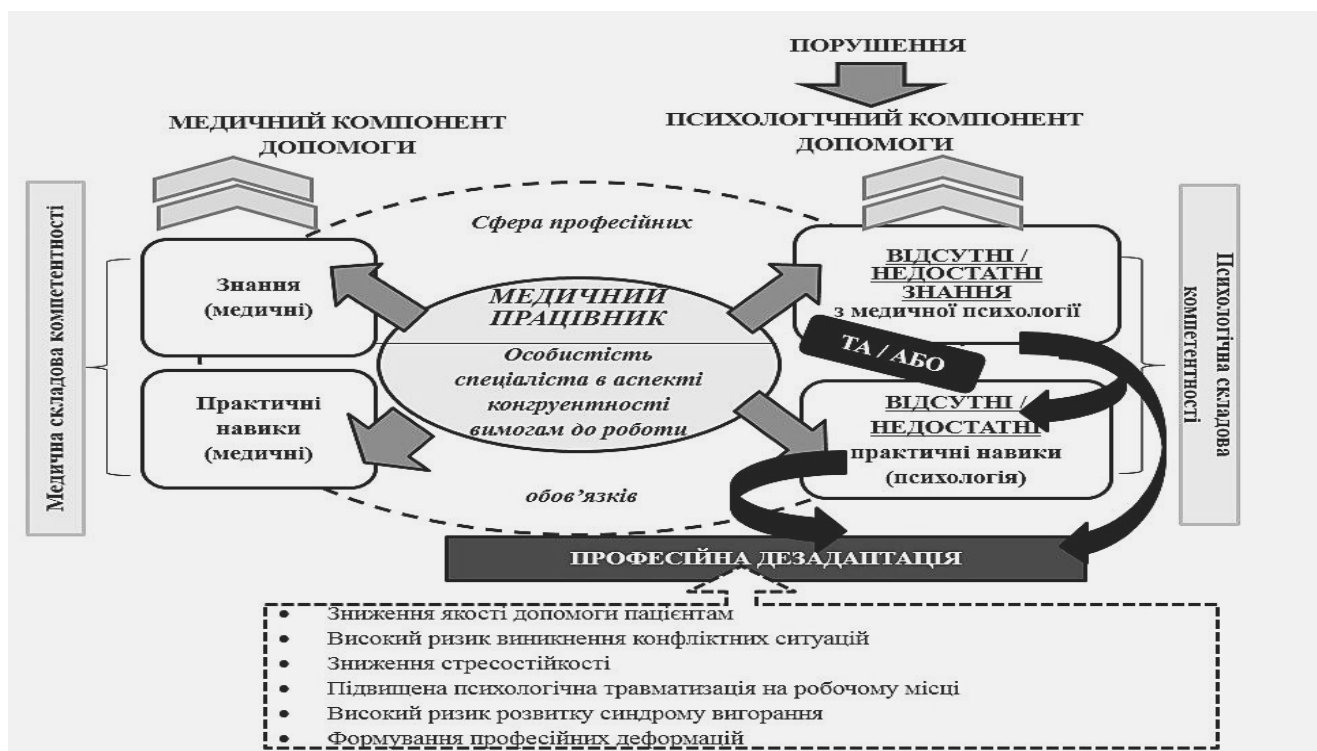 ПОРУШЕННЯ
МЕДИЧНИЙ КОМПОНЕНТ
ДОПОМОГИ
ПСИХОЛОГІЧНИЙ КОМПОНЕНТ
ДОПОМОГИ
Медична складова компетентності
Сфера професійних
Знання
(медичні)
Практичні
навики
(медичні)
МЕДИЧНИЙ
ПРАЦІВНИК
Особистість
спеціаліста в аспекті
конгруентності
вимогам до роботи
обов’язків
ВІДСУТНІ /
НЕДОСТАТНІ
ЗНАННЯ
з медичної психології
ТА / АБО
ВІДСУТНІ /
НЕДОСТАТНІ
практичні навики
(психологія)
Психологічна складова
компетентності
ПРОФЕСІЙНА ДЕЗАДАПТАЦІЯ
• Зниження якості допомоги пацієнтам
• Високий ризик виникнення конфліктних ситуацій
• Зниження стресостійкості
• Підвищена психологічна травматизація на робочому місці
• Високий ризик розвитку синдрому вигорання
• Формування професійних деформацій